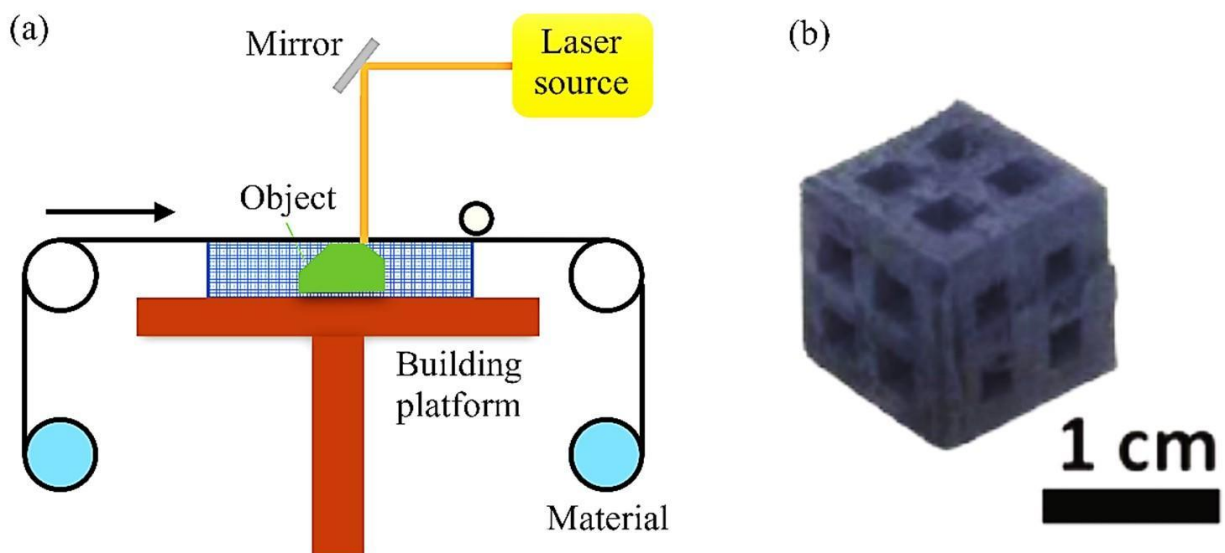 (a)
Mirror
Laser
source
Object
Building
platform
Material
(b)
1 cm